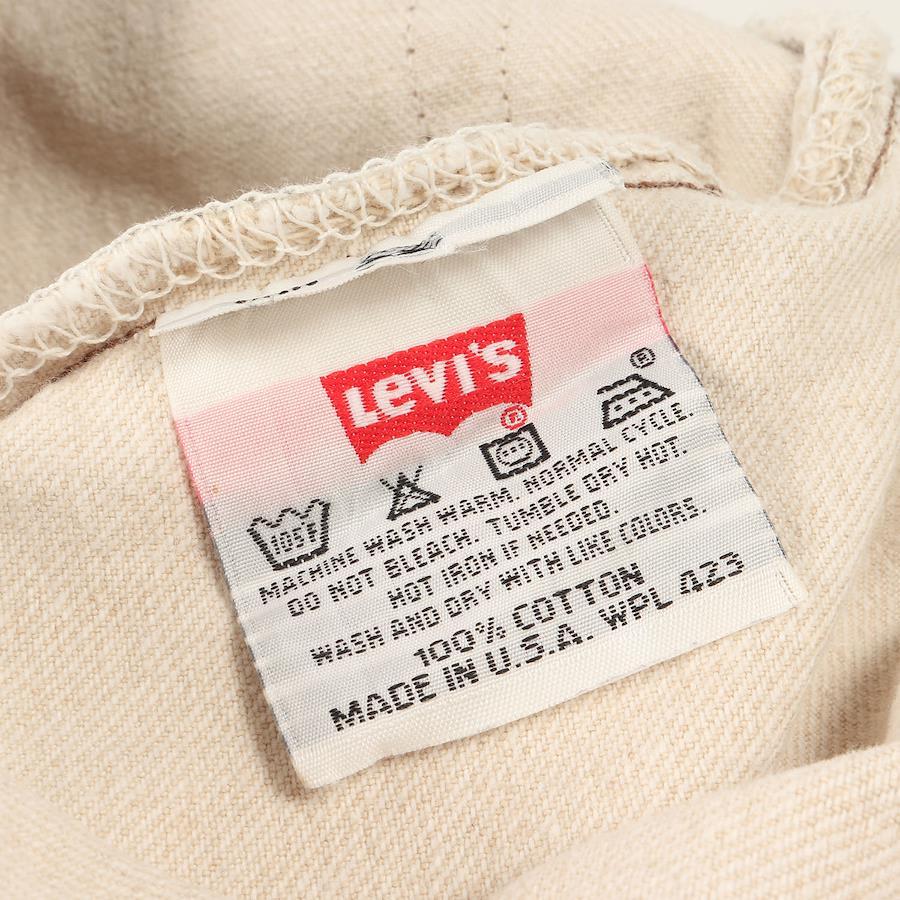 Levi's
®
®
105F
MACHINE WASH WARM, NORMAL CYCLE.
DO NOT BLEACH. TUMBLE DRY HOT.
HOT IRON IF NEEDED.
WASH AND DRY WITH LIKE COLORS.
100% COTTON
MADE IN U.S.A. WPL 423